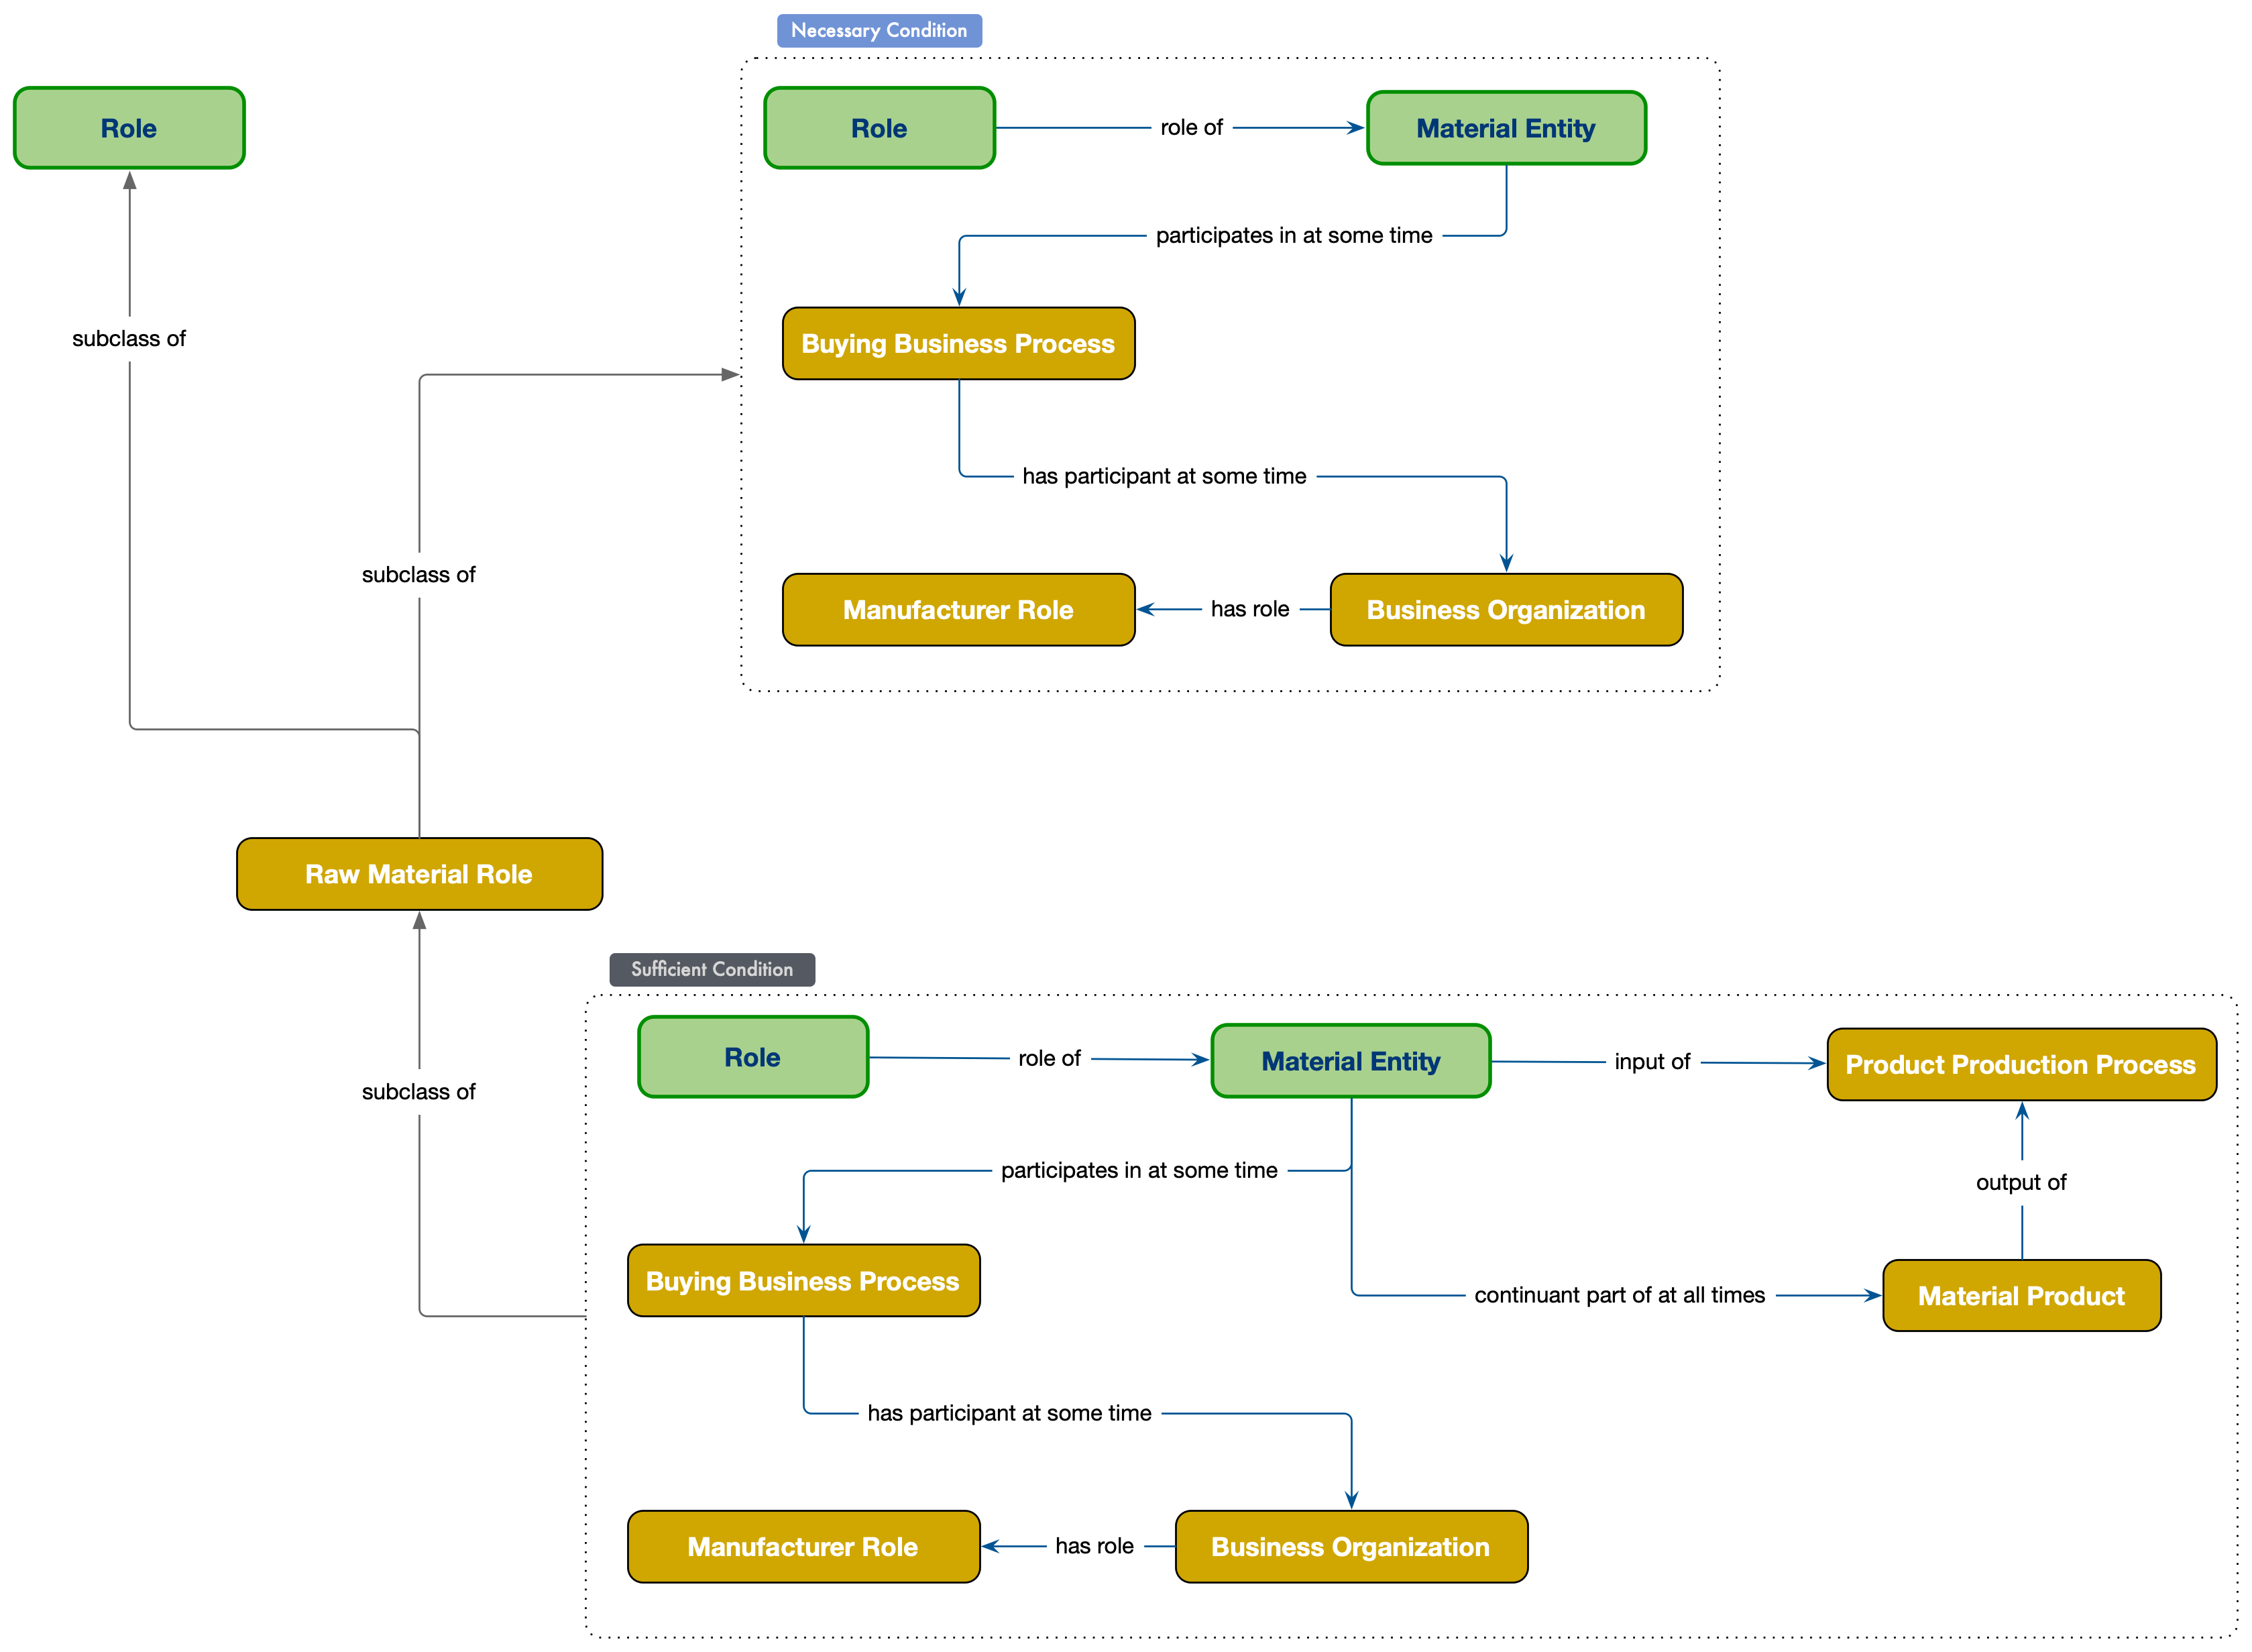 Necessary Condition
Role
Role
role of
Material Entity
participates in at some time
subclass of
Buying Business Process
has participant at some time
subclass of
Manufacturer Role
has role
Business Organization
Raw Material Role
Sufficient Condition
Role
role of
Material Entity
input of
Product Production Process
subclass of
participates in at some time
output of
Buying Business Process
continuant part of at all times
Material Product
has participant at some time
Manufacturer Role
has role
Business Organization